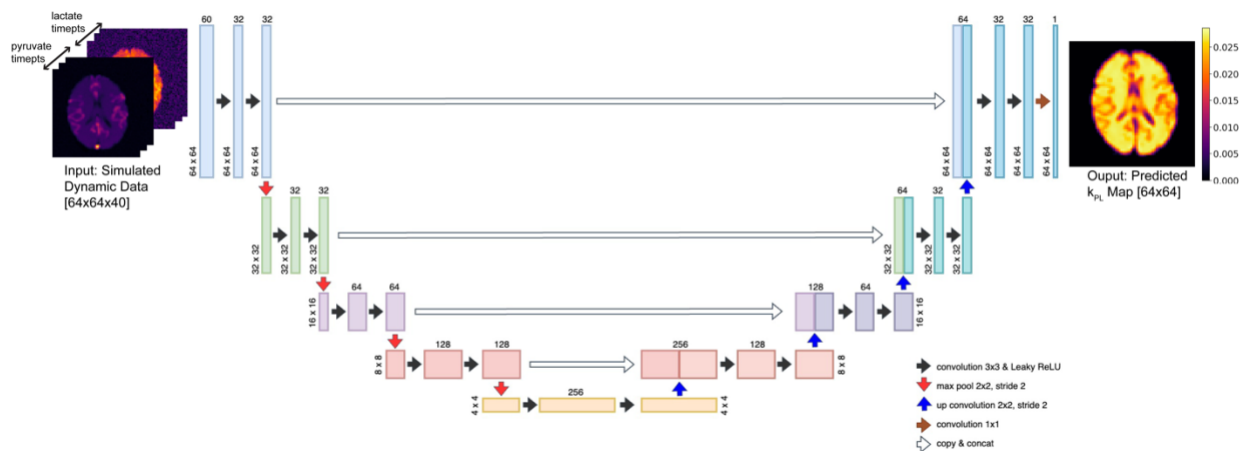 lactate
timepts
pyruvate
timepts
Input: Simulated
Dynamic Data
[64x64x40]
60
32
32
64 x 64
64 x 64
64 x 64
64
32
32
1
64 x 64
64 x 64
Ouput: Predicted
kPL Map [64x64]
0.025
0.020
0.015
0.010
0.005
0.000
32
32
32 x 32
32 x 32
32 x 32
64
32
32 x 32
32 x 32
32 x 32
64
64
16 x 16
128
64
16 x 16
128
128
8 x 8
256
128
8 x 8
256
4 x 4
4 x 4
convolution 3x3 & Leaky ReLU
max pool 2x2, stride 2
up convolution 2x2, stride 2
convolution 1x1
copy & concat